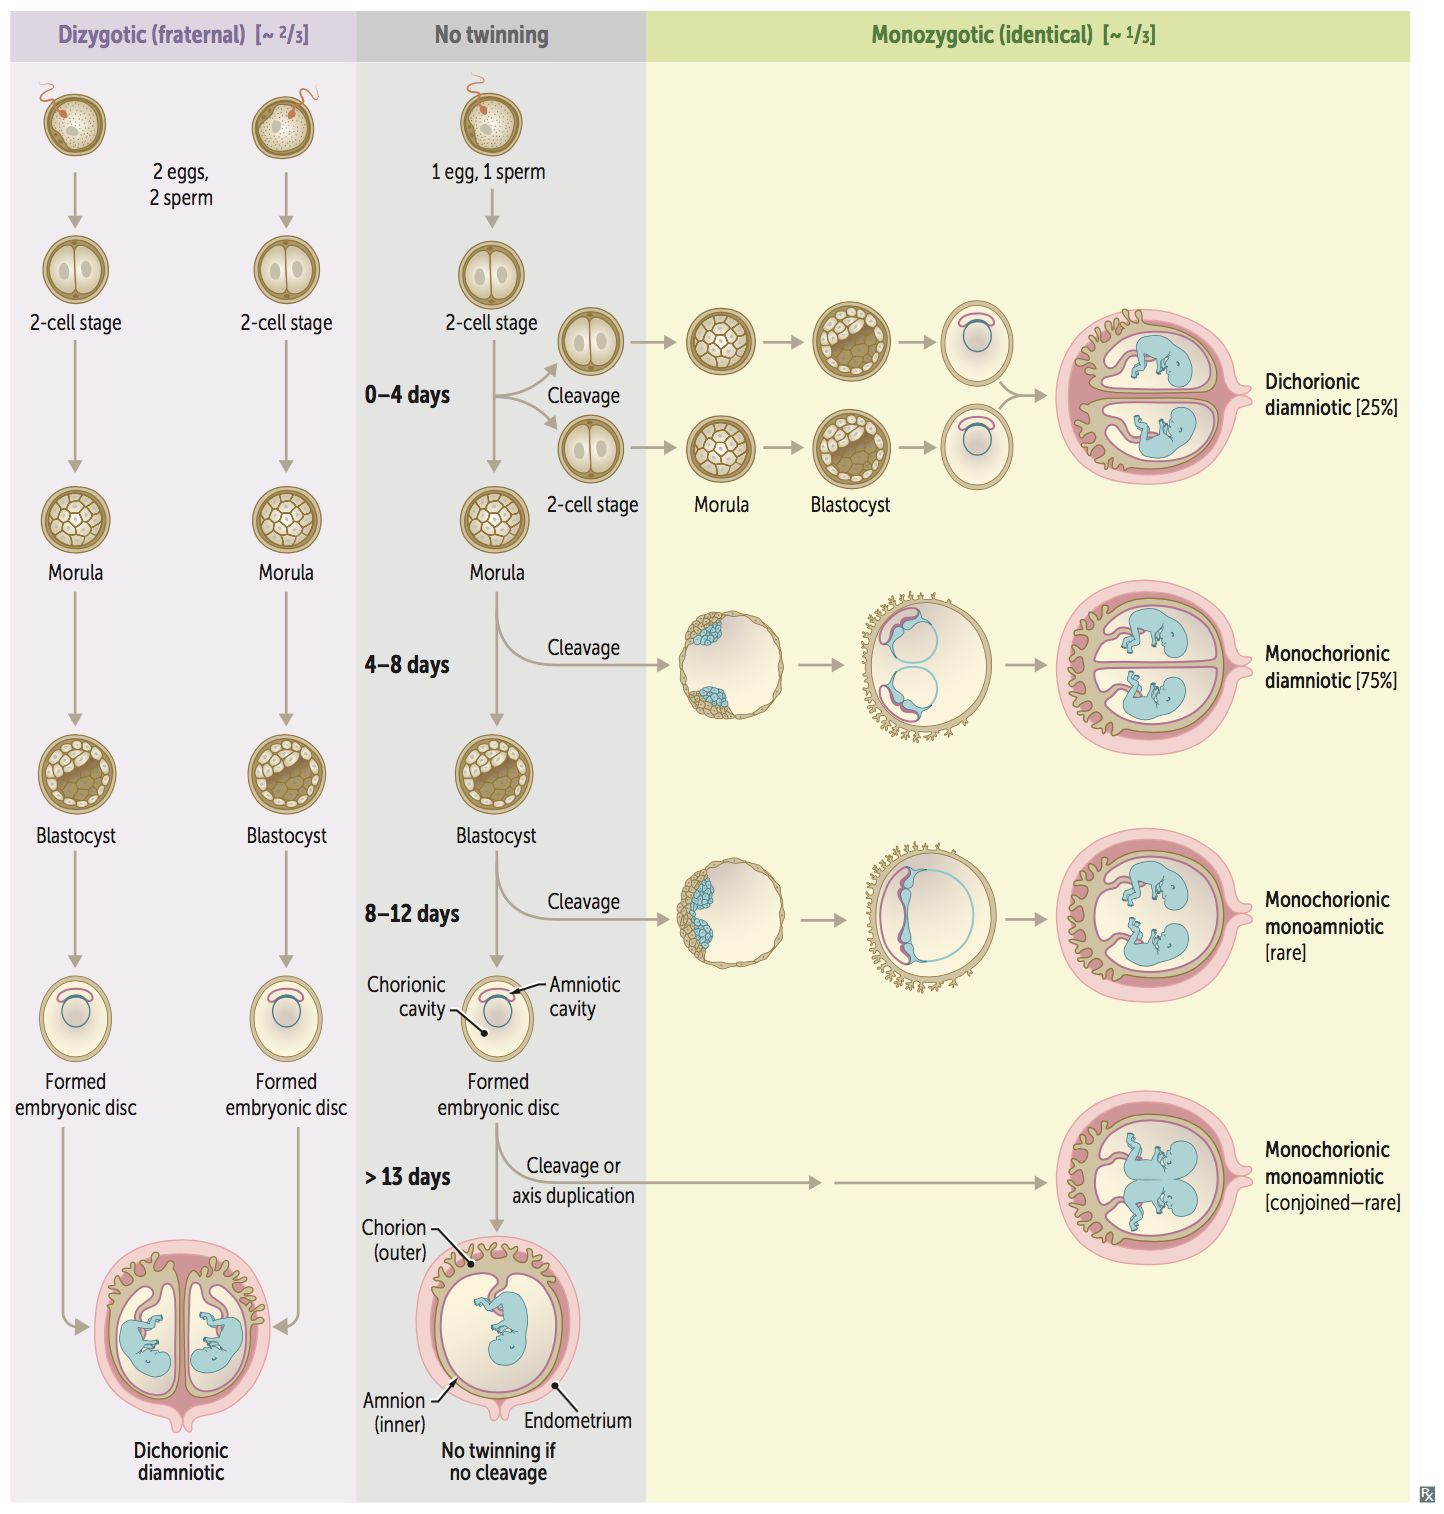 Dizygotic (fraternal) [~ 2/3]
No twinning
Monozygotic (identical) [~ 1/3]
2 eggs,
2 sperm
1 egg, 1 sperm
2-cell stage
2-cell stage
2-cell stage
0–4 days
Cleavage
2-cell stage
Morula
Blastocyst
Dichorionic
diamniotic [25%]
Morula
Morula
Morula
4–8 days
Cleavage
Monochorionic
diamniotic [75%]
Blastocyst
Blastocyst
Blastocyst
8–12 days
Cleavage
Monochorionic
monoamniotic
[rare]
Chorionic
cavity
Amniotic
cavity
Formed
embryonic disc
Formed
embryonic disc
Formed
embryonic disc
> 13 days
Cleavage or
axis duplication
Monochorionic
monoamniotic
[conjoined—rare]
Chorion
(outer)
Amnion
(inner)
Endometrium
Dichorionic
diamniotic
No twinning if
no cleavage
Rx